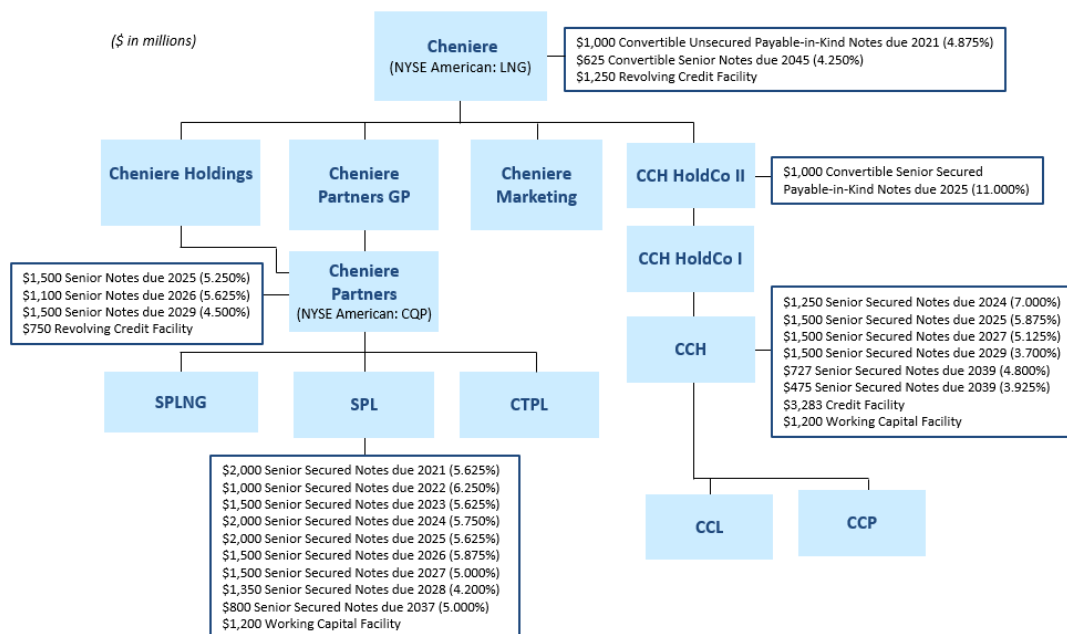 ($ in millions)
Cheniere
(NYSE American: LNG)
$1,000 Convertible Unsecured Payable-in-Kind Notes due 2021 (4.875%)
$625 Convertible Senior Notes due 2045 (4.250%)
$1,250 Revolving Credit Facility
Cheniere Holdings
Cheniere
Partners GP
Cheniere
Marketing
CCH HoldCo II
$1,000 Convertible Senior Secured
Payable-in-Kind Notes due 2025 (11.000%)
CCH HoldCo I
$1,500 Senior Notes due 2025 (5.250%)
$1,100 Senior Notes due 2026 (5.625%)
$1,500 Senior Notes due 2029 (4.500%)
$750 Revolving Credit Facility
Cheniere
Partners
(NYSE American: CQP)
CCH
$1,250 Senior Secured Notes due 2024 (7.000%)
$1,500 Senior Secured Notes due 2025 (5.875%)
$1,500 Senior Secured Notes due 2027 (5.125%)
$1,500 Senior Secured Notes due 2029 (3.700%)
$727 Senior Secured Notes due 2039 (4.800%)
$475 Senior Secured Notes due 2039 (3.925%)
$3,283 Credit Facility
$1,200 Working Capital Facility
SPLNG
SPL
CTPL
$2,000 Senior Secured Notes due 2021 (5.625%)
$1,000 Senior Secured Notes due 2022 (6.250%)
$1,500 Senior Secured Notes due 2023 (5.625%)
$2,000 Senior Secured Notes due 2024 (5.750%)
$2,000 Senior Secured Notes due 2025 (5.625%)
$1,500 Senior Secured Notes due 2026 (5.875%)
$1,500 Senior Secured Notes due 2027 (5.000%)
$1,350 Senior Secured Notes due 2028 (4.200%)
$800 Senior Secured Notes due 2037 (5.000%)
$1,200 Working Capital Facility
CCL
CCP